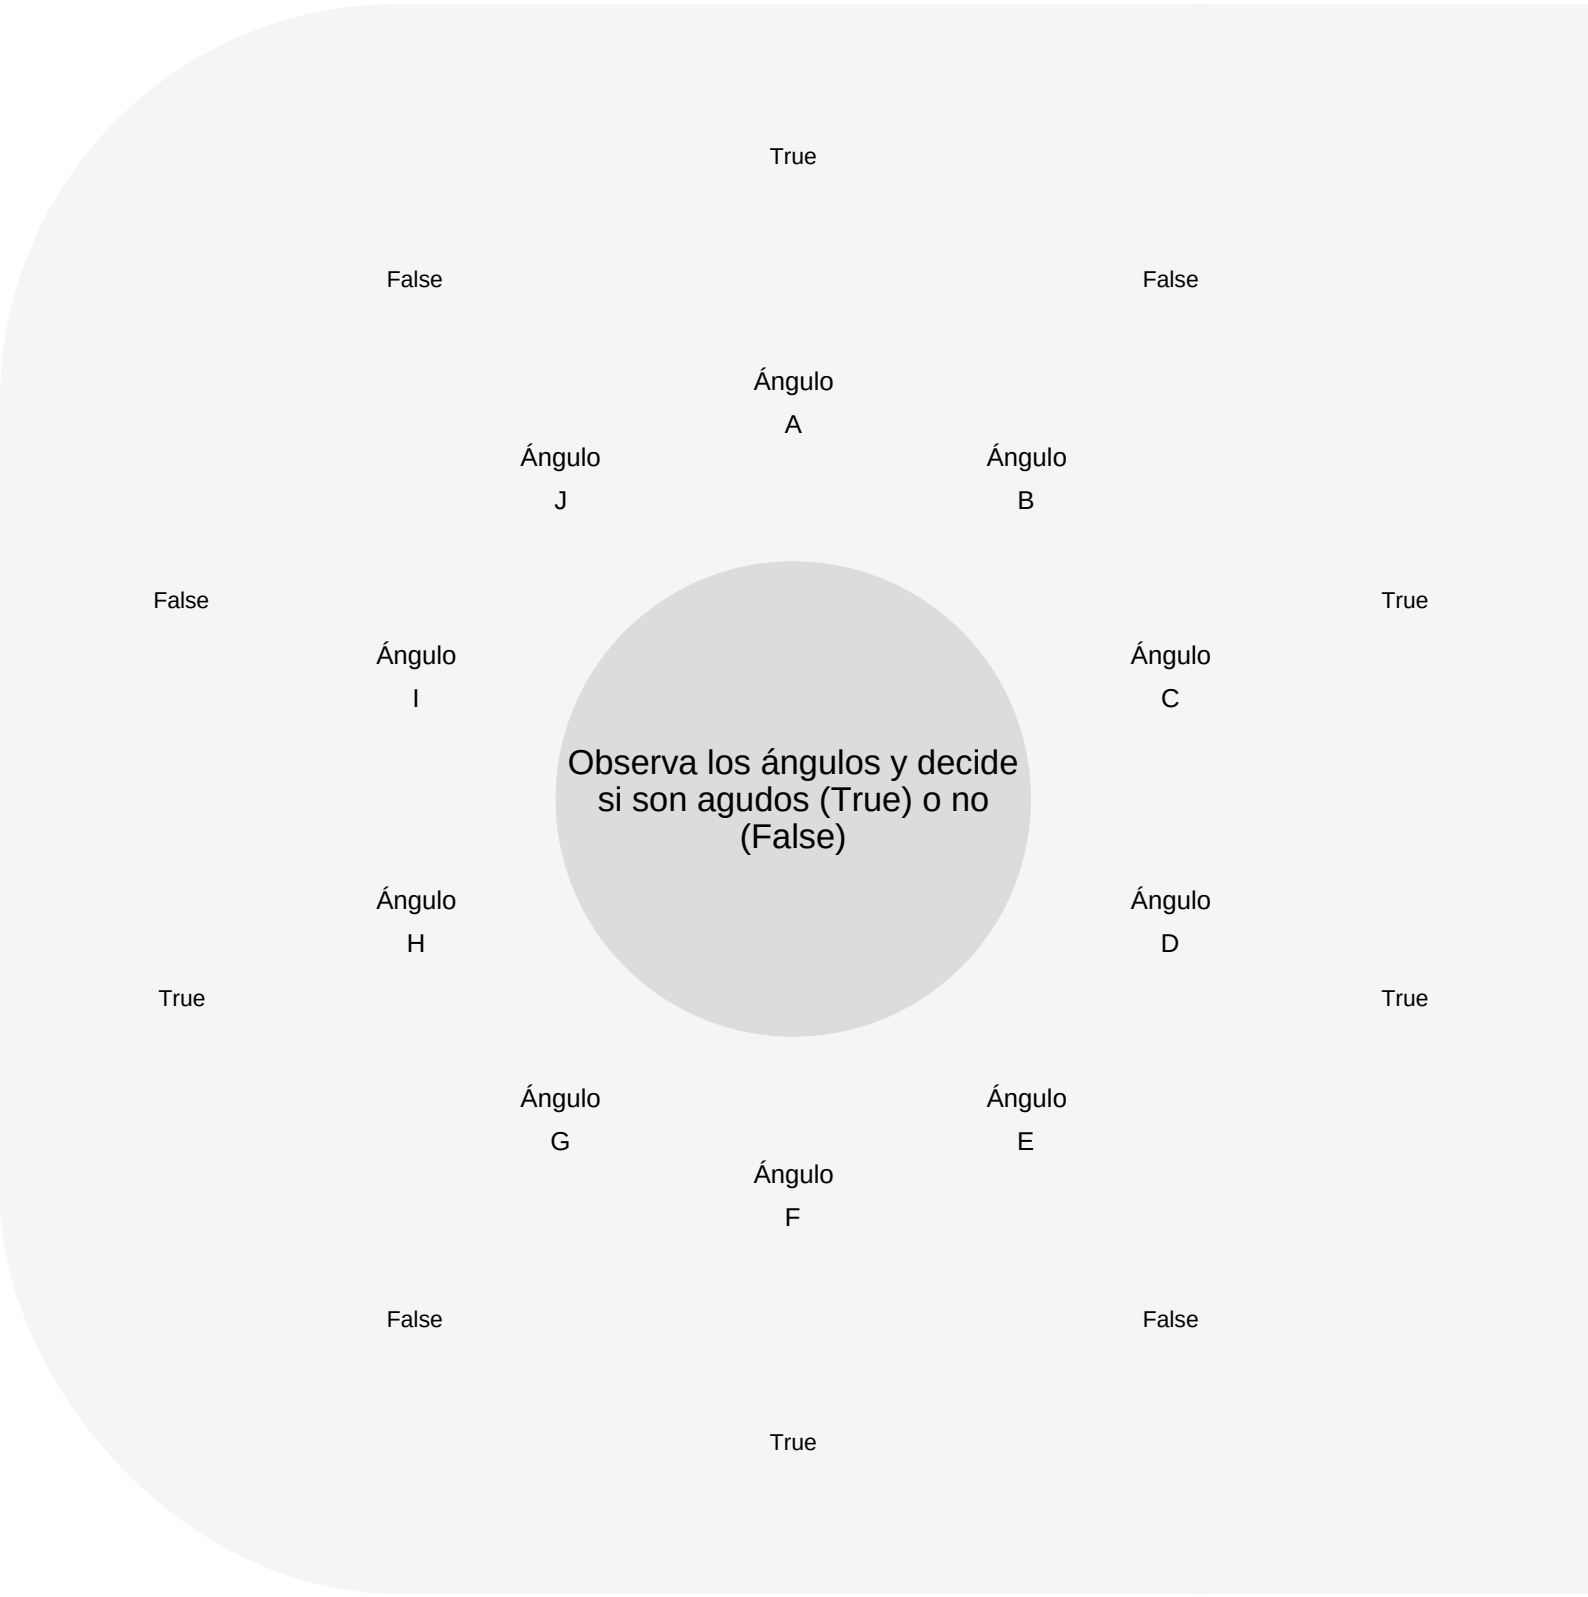 True
False
False
Ángulo
A
Ángulo
J
Ángulo
B
False
True
Ángulo
I
Ángulo
C
Observa los ángulos y decide
si son agudos (True) o no
(False)
Ángulo
H
Ángulo
D
True
True
Ángulo
G
Ángulo
E
Ángulo
F
False
False
True